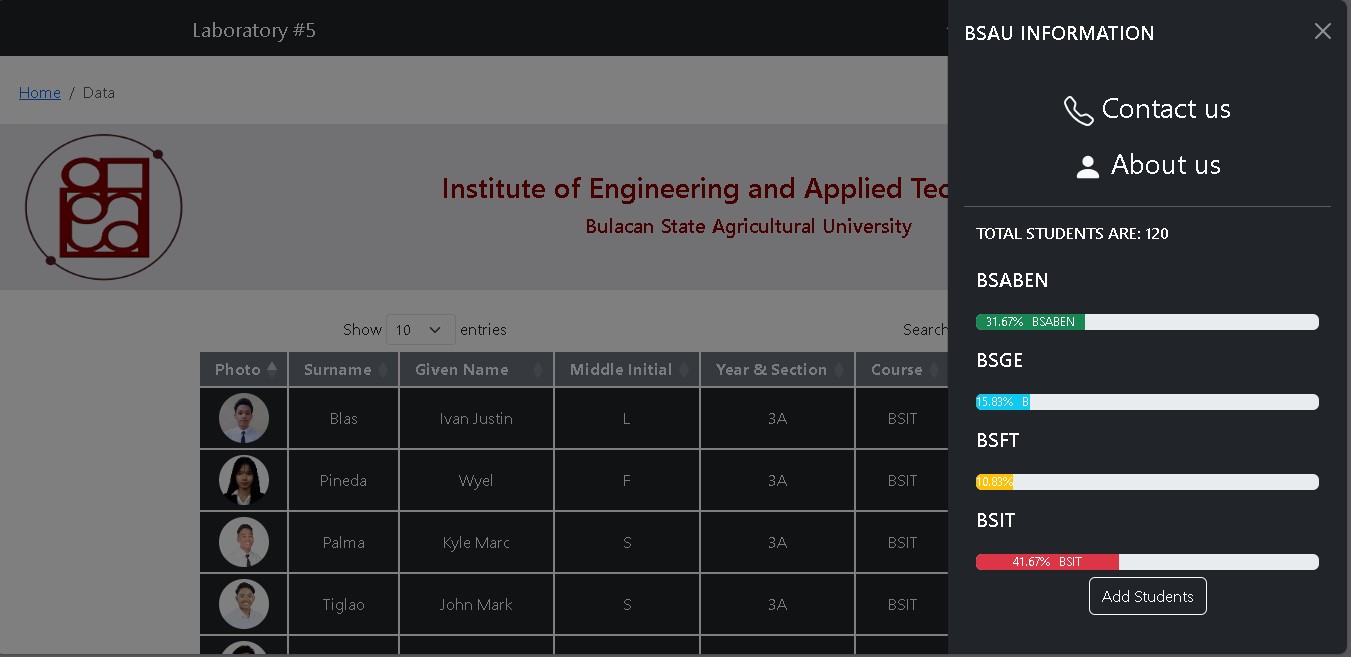 Laboratory #5
Home / Data
Institute of Engineering and Applied Tec
Bulacan State Agricultural University
Show 10 entries
Search
Photo Surname Given Name Middle Initial Year & Section Course
Blas Ivan Justin L 3A BSIT
Pineda Wyel F 3A BSIT
Palma Kyle Marc S 3A BSIT
Tiglao John Mark S 3A BSIT
BSAU INFORMATION
Contact us
About us
TOTAL STUDENTS ARE: 120
BSABEN
31.67% BSABEN
BSGE
15.83% B
BSFT
10.83%
BSIT
41.67% BSIT
Add Students